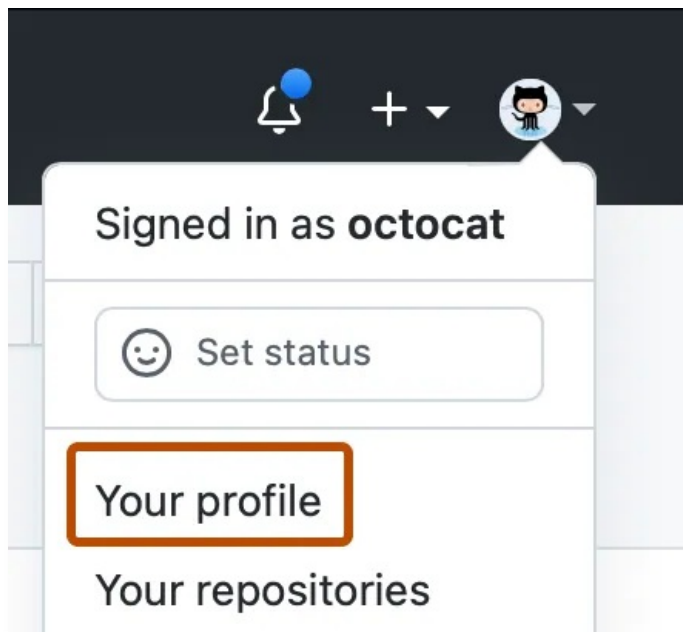 Signed in as octocat
Set status
Your profile
Your repositories